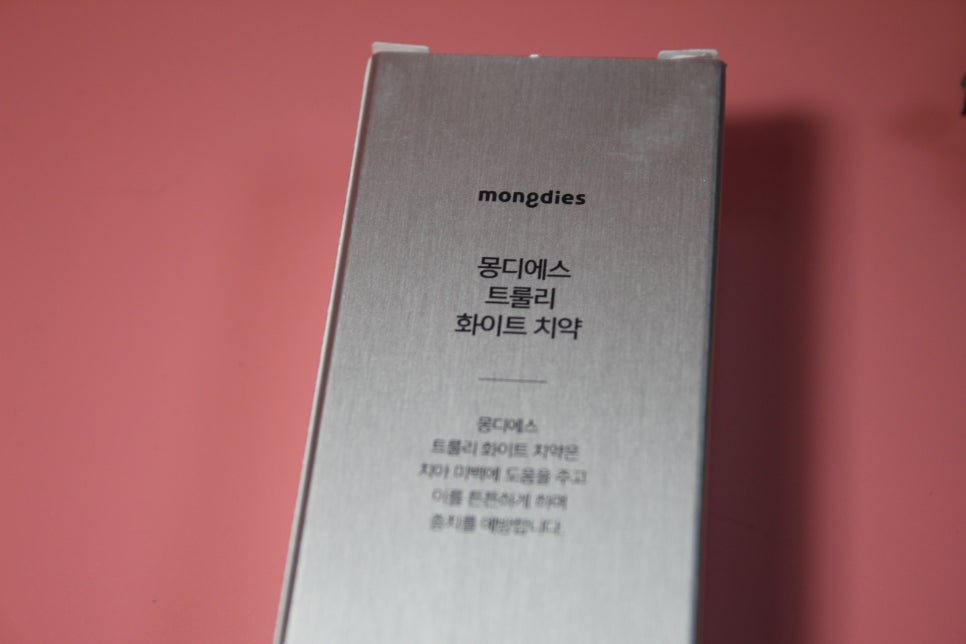 mongdies
몽디에스
트룰리
화이트 치약
몽디에스
트룰리 화이트 치약은
치아 미백에 도움을 주고
이를 튼튼하게 하며
충치를 예방합니다.